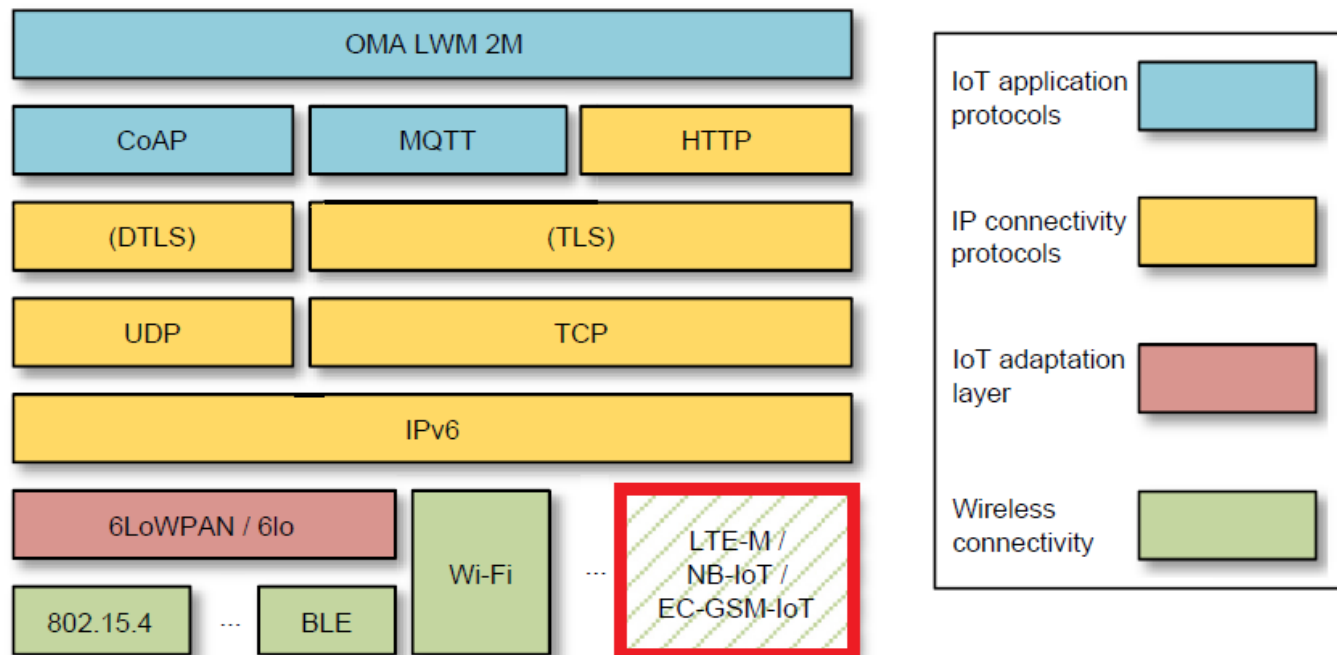 OMA LWM 2M
CoAP
MQTT
HTTP
(DTLS)
(TLS)
UDP
TCP
IPv6
6LoWPAN / 6lo
Wi-Fi
...
LTE-M /
NB-IoT /
EC-GSM-IoT
802.15.4
...
BLE
IoT application
protocols
IP connectivity
protocols
IoT adaptation
layer
Wireless
connectivity